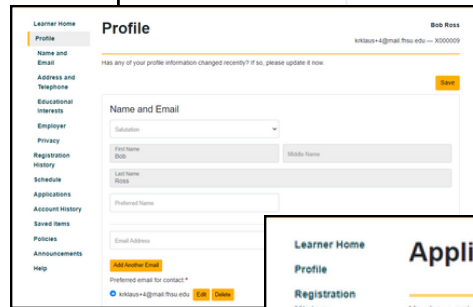 Learner Home
Profile
Name and
Email
Address and
Telephone
Educational
Interests
Employer
Privacy
Registration
History
Schedule
Applications
Account History
Saved Items
Policies
Announcements
Help
Profile
Bob Ross
krklaus+4@mail.fhsu.edu — X000009
Has any of your profile information changed recently? If so, please update it now.
Save
Name and Email
Salutation
First Name
Bob
Middle Name
Last Name
Ross
Preferred Name
Email Address
Add Another Email
Preferred email for contact:*
krklaus+4@mail.fhsu.edu Edit Delete
Learner Home
Profile
Registration
Appli